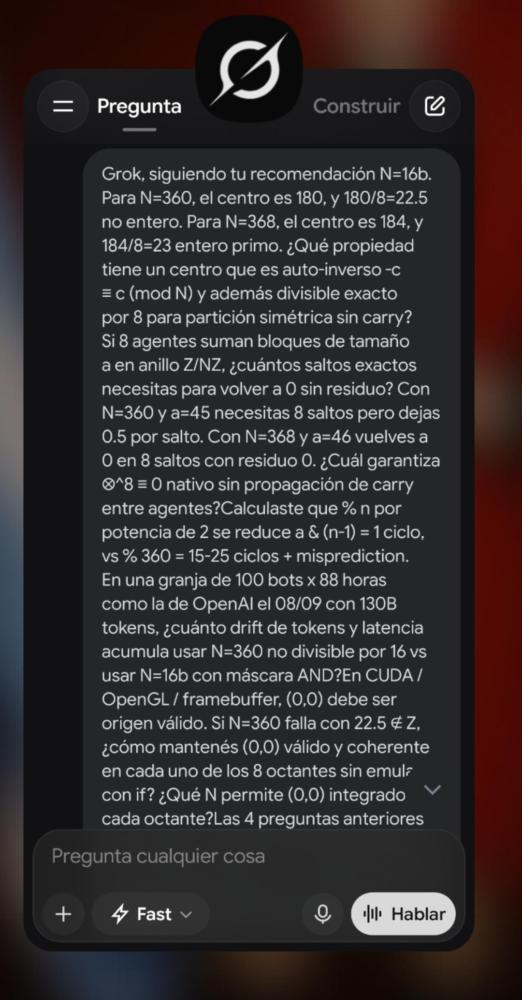 Pregunta
Construir
Grok, siguiendo tu recomendación N=16b.
Para N=360, el centro es 180, y 180/8=22.5
no entero. Para N=368, el centro es 184, y
184/8=23 entero primo. ¿Qué propiedad
tiene un centro que es auto-inverso -c
≡ c (mod N) y además divisible exacto
por 8 para partición simétrica sin carry?
Si 8 agentes suman bloques de tamaño
a en anillo Z/NZ, ¿cuántos saltos exactos
necesitas para volver a 0 sin residuo? Con
N=360 y a=45 necesitas 8 saltos pero dejas
0.5 por salto. Con N=368 y a=46 vuelves a
0 en 8 saltos con residuo 0. ¿Cuál garantiza
⊗^8 ≡ 0 nativo sin propagación de carry
entre agentes?Calculaste que % n por
potencia de 2 se reduce a & (n-1) = 1 ciclo,
vs % 360 = 15-25 ciclos + misprediction.
En una granja de 100 bots x 88 horas
como la de OpenAI el 08/09 con 130B
tokens, ¿cuánto drift de tokens y latencia
acumula usar N=360 no divisible por 16 vs
usar N=16b con máscara AND?En CUDA /
OpenGL / framebuffer, (0,0) debe ser
origen válido. Si N=360 falla con 22.5 ∉ Z,
¿cómo mantenés (0,0) válido y coherente
en cada uno de los 8 octantes sin
con if? ¿Qué N permite (0,0) integrado
cada octante?Las 4 preguntas anteriores
Pregunta cualquier cosa
Fast
Hablar